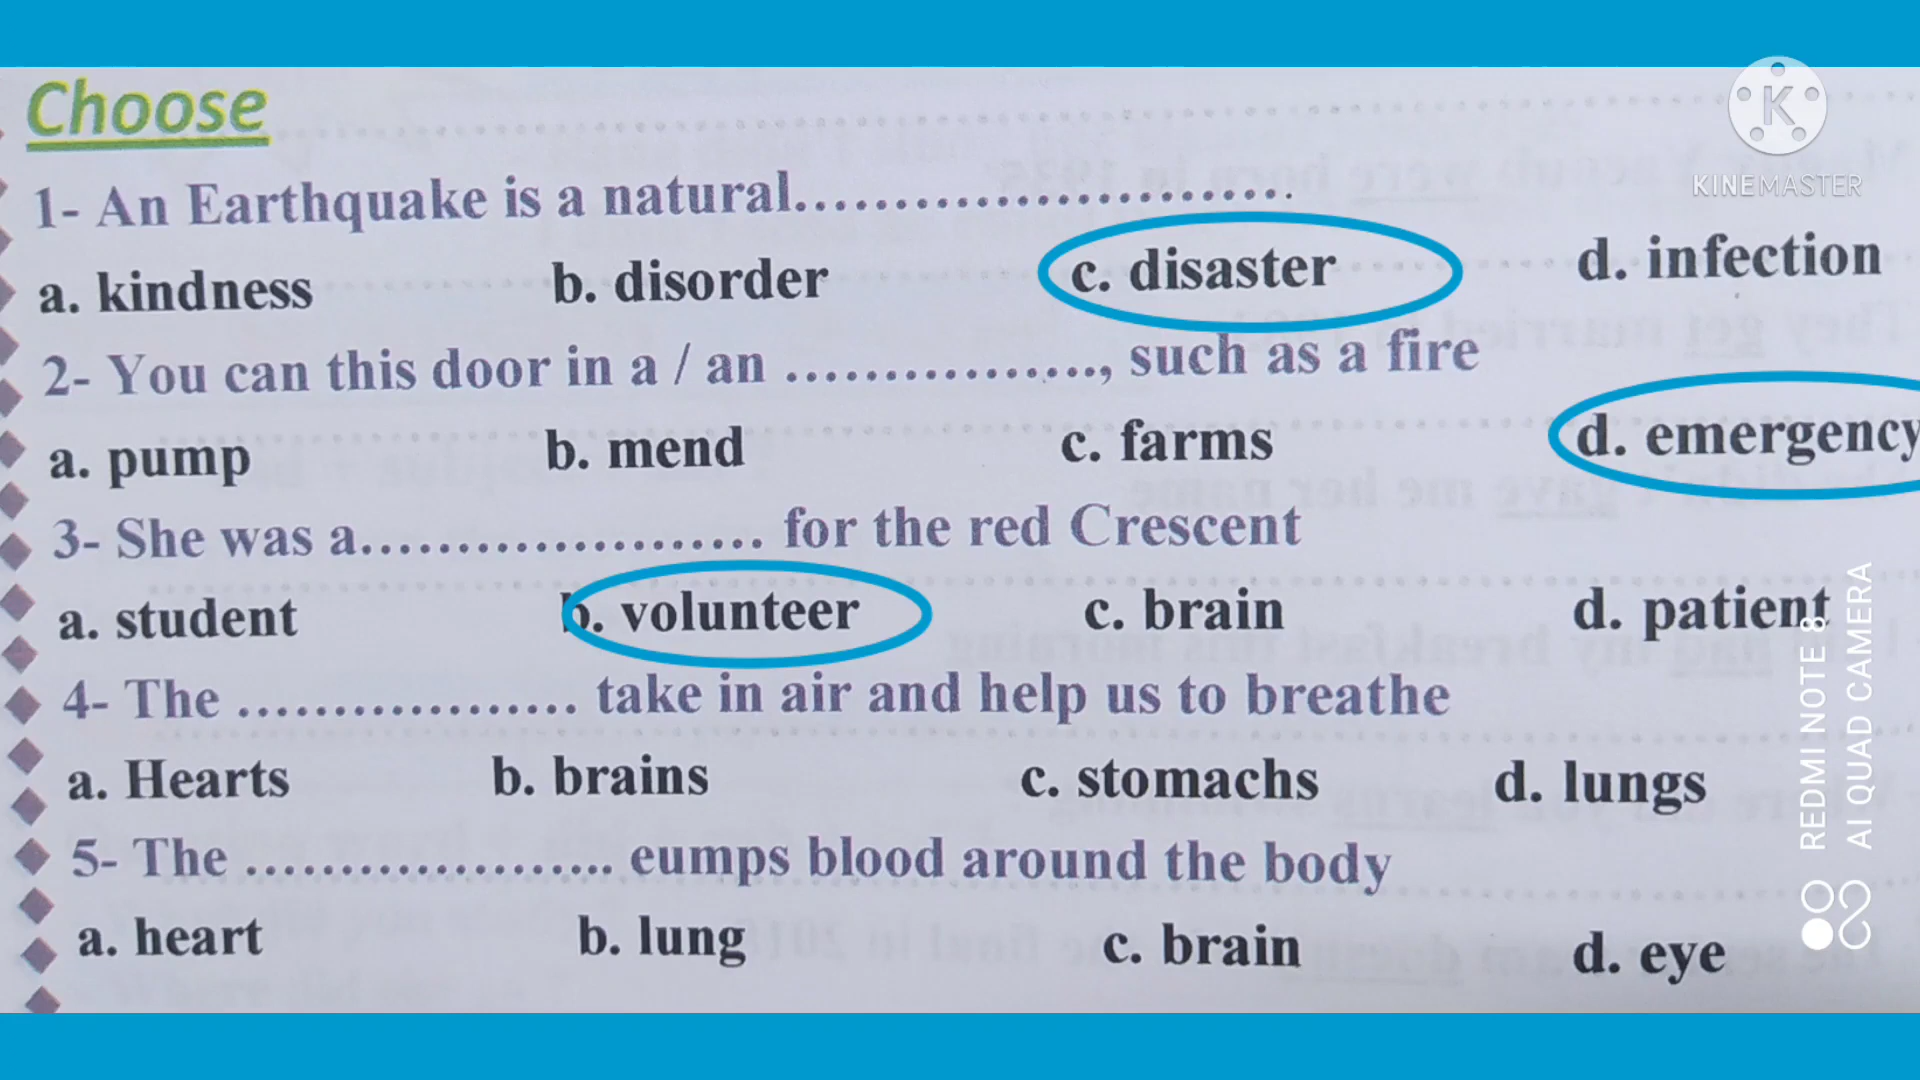 Choose
KINEMASTER
1- An Earthquake is a natural..........................
a. kindness b. disorder c. disaster d. infection
2- You can this door in a / an ................., such as a fire
a. pump b. mend c. farms d. emergency
3- She was a..................... for the red Crescent
a. student b. volunteer c. brain d. patient
4- The .................. take in air and help us to breathe
a. Hearts b. brains c. stomachs d. lungs
5- The .................... eumps blood around the body
a. heart b. lung c. brain d. eye
REDMI NOTE 8
AI QUAD CAMERA